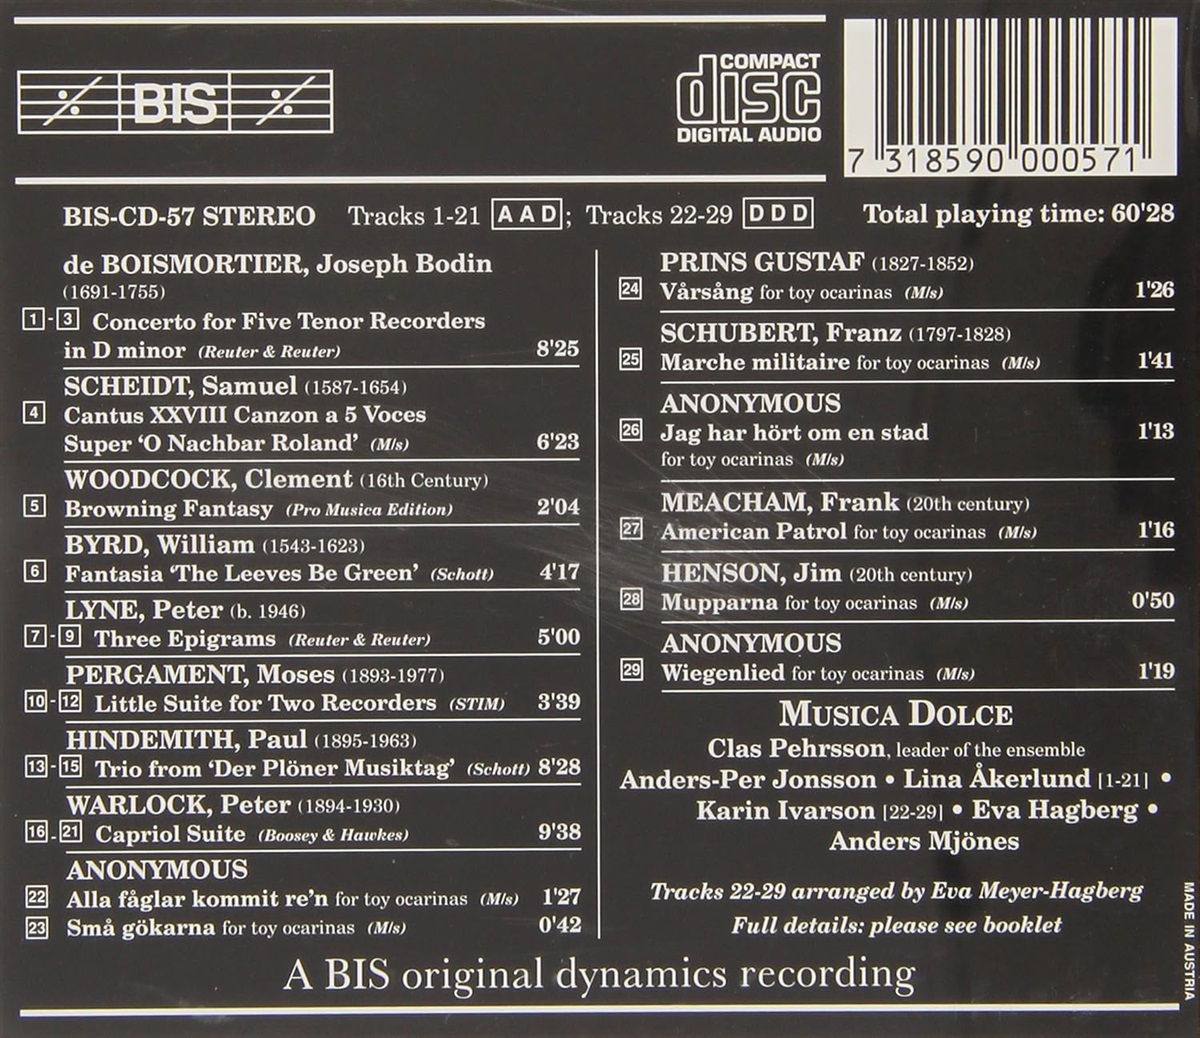 BIS
COMPACT
disc
DIGITAL AUDIO
7 318590 000571
BIS-CD-57 STEREO Tracks 1-21 AAD; Tracks 22-29 DDD Total playing time: 60'28
de BOISMORTIER, Joseph Bodin
(1691-1755)
1-3 Concerto for Five Tenor Recorders
in D minor (Reuter & Reuter) 8'25
SCHEIDT, Samuel (1587-1654)
4 Cantus XXVIII Canzon a 5 Voces
Super ‘O Nachbar Roland’ (M/s) 6'23
WOODCOCK, Clement (16th Century)
5 Browning Fantasy (Pro Musica Edition) 2'04
BYRD, William (1543-1623)
6 Fantasia ‘The Leeves Be Green’ (Schott) 4'17
LYNE, Peter (b. 1946)
7-9 Three Epigrams (Reuter & Reuter) 5'00
PERGAMENT, Moses (1893-1977)
10-12 Little Suite for Two Recorders (STIM) 3'39
HINDEMITH, Paul (1895-1963)
13-15 Trio from ‘Der Plöner Musiktag’ (Schott) 8'28
WARLOCK, Peter (1894-1930)
16-21 Capriol Suite (Boosey & Hawkes) 9'38
ANONYMOUS
22 Alla fåglar kommit re’n for toy ocarinas (M/s) 1'27
23 Små gökarna for toy ocarinas (M/s) 0'42
PRINS GUSTAF (1827-1852)
24 Vårsång for toy ocarinas (M/s) 1'26
SCHUBERT, Franz (1797-1828)
25 Marche militaire for toy ocarinas (M/s) 1'41
ANONYMOUS
26 Jag har hört om en stad 1'13
for toy ocarinas (M/s)
MEACHAM, Frank (20th century)
27 American Patrol for toy ocarinas (M/s) 1'16
HENSON, Jim (20th century)
28 Mupparna for toy ocarinas (M/s) 0'50
ANONYMOUS
29 Wiegenlied for toy ocarinas (M/s) 1'19
MUSICA DOLCE
Clas Pehrsson, leader of the ensemble
Anders-Per Jonsson • Lina Åkerlund [1-21] •
Karin Ivarson [22-29] • Eva Hagberg •
Anders Mjönes
Tracks 22-29 arranged by Eva Meyer-Hagberg
Full details: please see booklet
MADE IN AUSTRIA
A BIS original dynamics recording